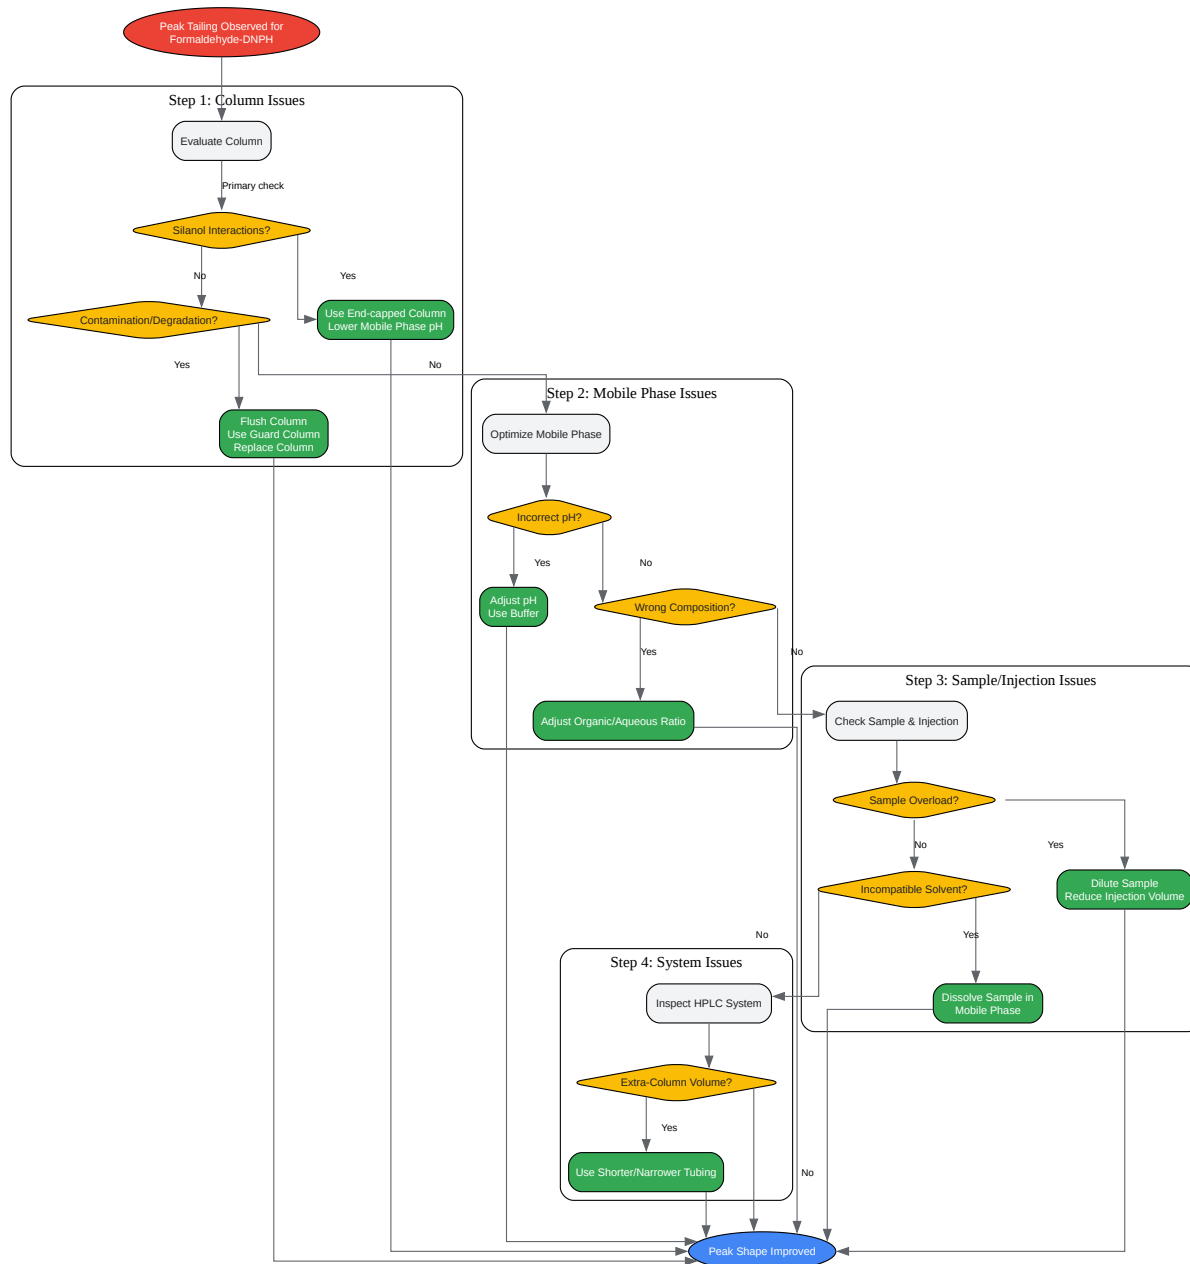 Peak Tailing Observed for
Formaldehyde-DNPH
Step 1: Column Issues
Evaluate Column
Primary check
Silanol Interactions?
No
Yes
Contamination/Degradation?
Use End-capped Column
Lower Mobile Phase pH
Yes
No
Flush Column
Use Guard Column
Replace Column
Step 2: Mobile Phase Issues
Optimize Mobile Phase
Incorrect pH?
Yes
No
Adjust pH
Use Buffer
Wrong Composition?
Yes
No
Adjust Organic/Aqueous Ratio
Step 3: Sample/Injection Issues
Check Sample & Injection
Sample Overload?
No
Yes
Incompatible Solvent?
Dilute Sample
Reduce Injection Volume
No
Yes
Dissolve Sample in
Mobile Phase
Step 4: System Issues
Inspect HPLC System
Extra-Column Volume?
Yes
No
Use Shorter/Narrower Tubing
Peak Shape Improved